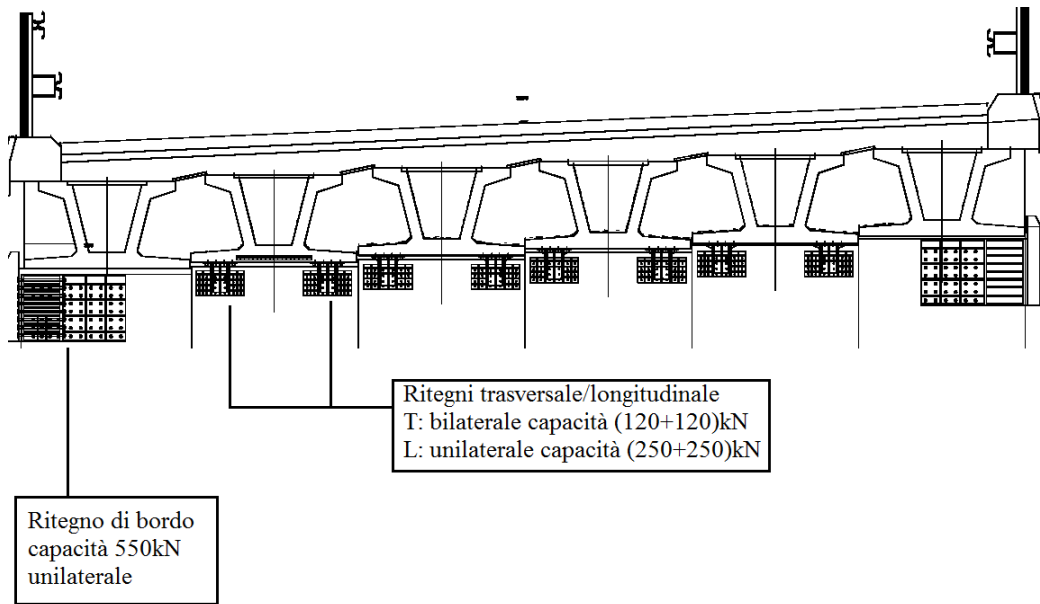 Ritegni trasversale/longitudinale
T: bilaterale capacità (120+120)kN
L: unilaterale capacità (250+250)kN
Ritegno di bordo
capacità 550kN
unilaterale